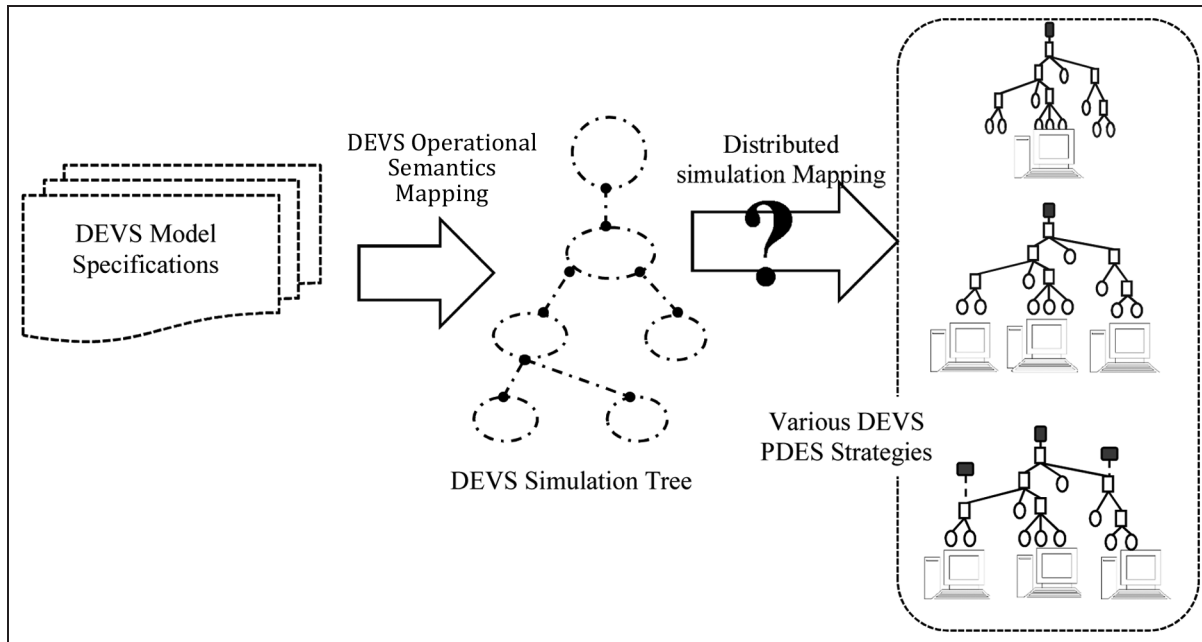 DEVS Model
Specifications
DEVS Operational
Semantics
Mapping
DEVS Simulation Tree
Distributed
simulation Mapping
?
Various DEVS
PDES Strategies